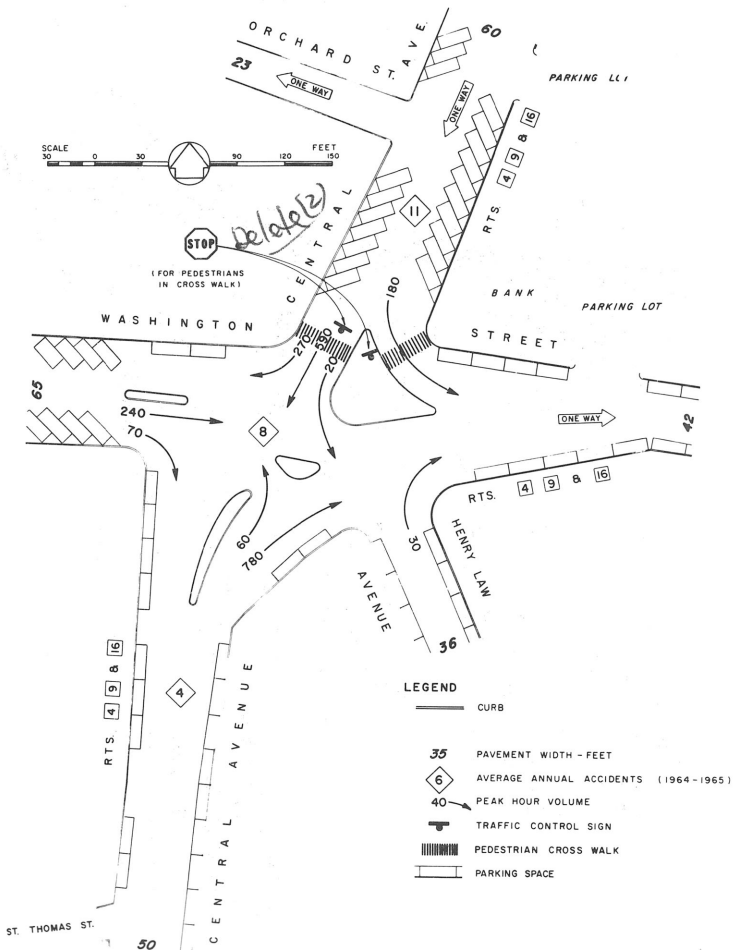 ORCHARD ST.
AVE.
60
23
ONE WAY
PARKING LOT
ONE WAY
SCALE
FEET
30 0 30 90 120 150
RTS. 4 9 & 16
11
CENTRAL
Delete (2)
STOP
(FOR PEDESTRIANS
IN CROSS WALK)
180
BANK
PARKING LOT
WASHINGTON
STREET
270
590
20
65
240
70
8
ONE WAY
42
RTS. 4 9 & 16
60
780
30
HENRY LAW
AVENUE
36
RTS. 4 9 & 16
4
CENTRAL AVENUE
LEGEND
CURB
35 PAVEMENT WIDTH - FEET
6 AVERAGE ANNUAL ACCIDENTS (1964-1965)
40 PEAK HOUR VOLUME
TRAFFIC CONTROL SIGN
PEDESTRIAN CROSS WALK
PARKING SPACE
ST. THOMAS ST.
50